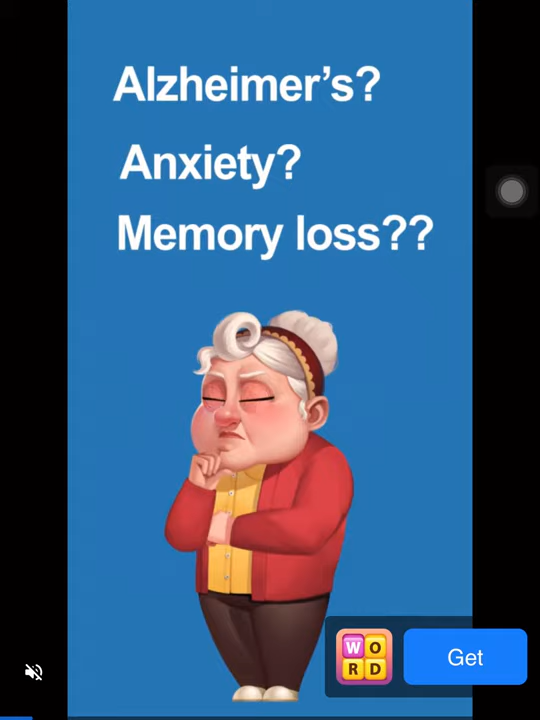 Alzheimer's?
Anxiety?
Memory loss??
W O
R D
Get